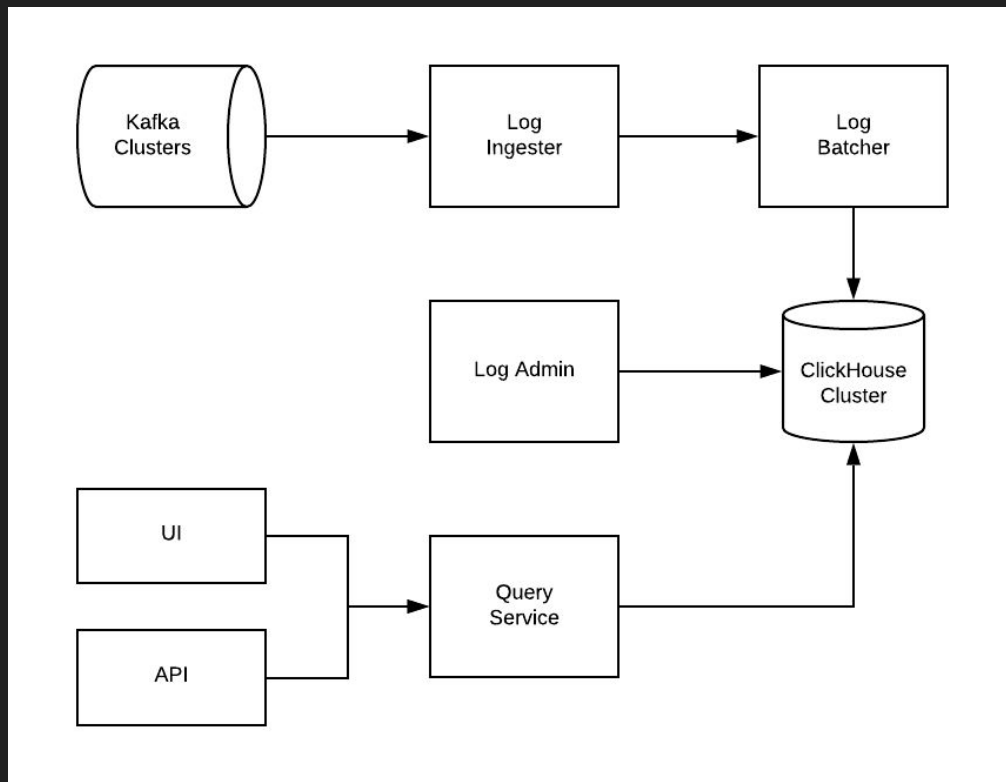 Kafka
Clusters
Log
Ingester
Log
Batcher
Log Admin
ClickHouse
Cluster
UI
Query
Service
API